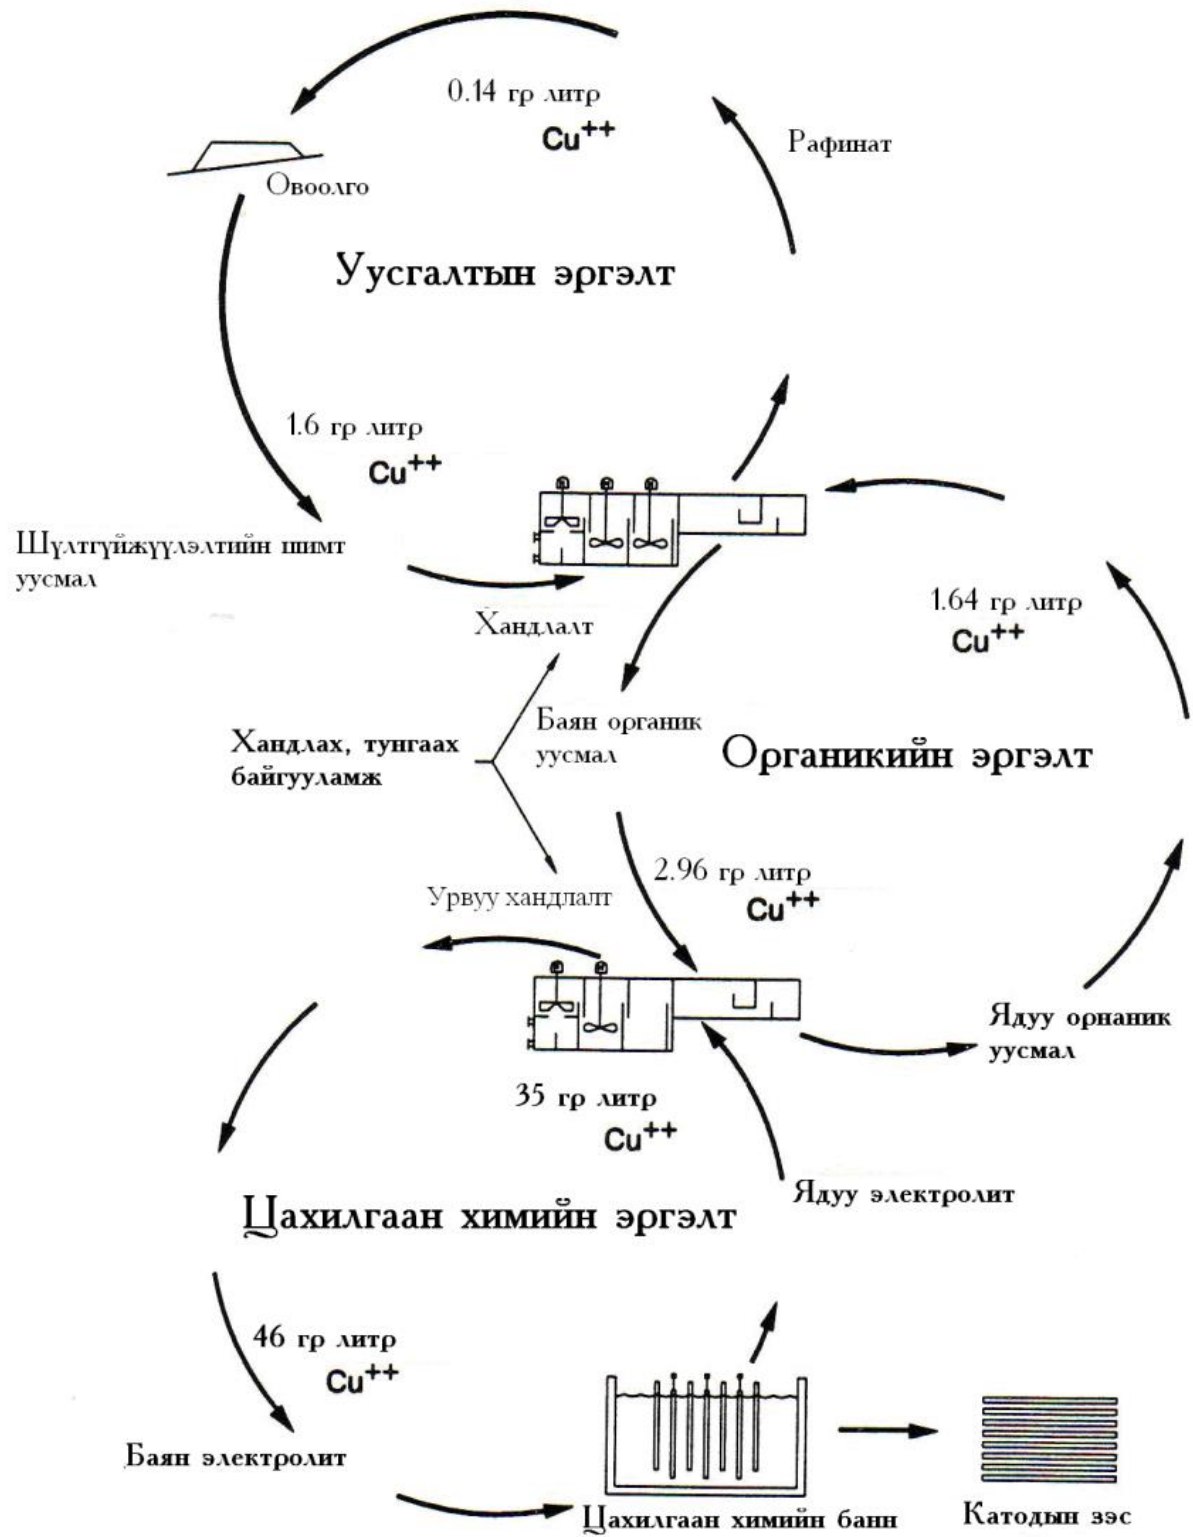 0.14 гр литр
Cu++
Рафинат
Овоолго
Уусгалтын эргэлт
1.6 гр литр
Cu++
Шүлтгүйжүүлэлтийн шимт
уусмал
Хандлалт
1.64 гр литр
Cu++
Баян органик
уусмал
Хандлах, тунгаах
байгууламж
Органикийн эргэлт
2.96 гр литр
Cu++
Урвуу хандлалт
Ядуу орнаник
уусмал
35 гр литр
Cu++
Ядуу электролит
Цахилгаан химийн эргэлт
46 гр литр
Cu++
Баян электролит
Цахилгаан химийн банн
Катодын зэс